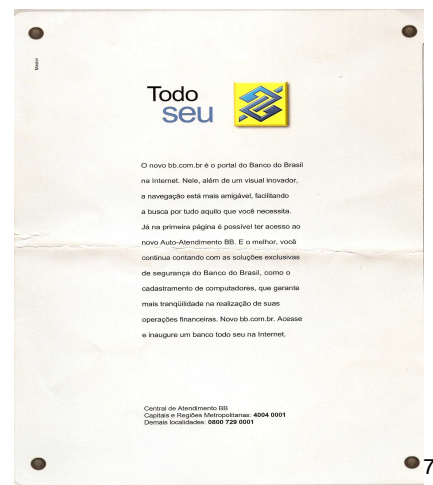 Master
Todo
seu
O novo bb.com.br é o portal do Banco do Brasil
na Internet. Nele, além de um visual inovador,
a navegação está mais amigável, facilitando
a busca por tudo aquilo que você necessita.
Já na primeira página é possível ter acesso ao
novo Auto-Atendimento BB. E o melhor, você
continua contando com as soluções exclusivas
de segurança do Banco do Brasil, como o
cadastramento de computadores, que garante
mais tranqüilidade na realização de suas
operações financeiras. Novo bb.com.br. Acesse
e inaugure um banco todo seu na Internet.
Central de Atendimento BB
Capitais e Regiões Metropolitanas: 4004 0001
Demais localidades: 0800 729 0001
7